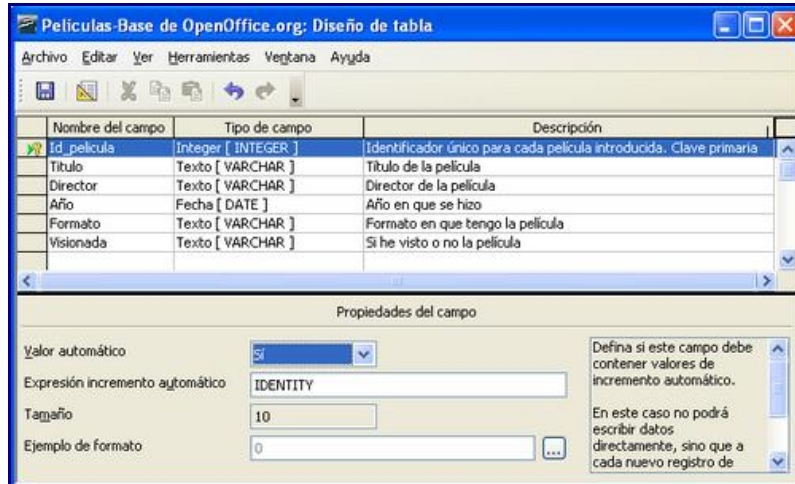 Películas-Base de OpenOffice.org: Diseño de tabla
Archivo Editar Ver Herramientas Ventana Ayuda
Nombre del campo Tipo de campo Descripción
Id_pelicula Integer [ INTEGER ] Identificador único para cada película introducida. Clave primaria
Titulo Texto [ VARCHAR ] Título de la película
Director Texto [ VARCHAR ] Director de la película
Año Fecha [ DATE ] Año en que se hizo
Formato Texto [ VARCHAR ] Formato en que tengo la película
Visionada Texto [ VARCHAR ] Si he visto o no la película
Propiedades del campo
Valor automático Sí
Expresión incremento automático IDENTITY
Tamaño 10
Ejemplo de formato 0 ...
Defina si este campo debe
contener valores de
incremento automático.
En este caso no podrá
escribir datos
directamente, sino que a
cada nuevo registro de